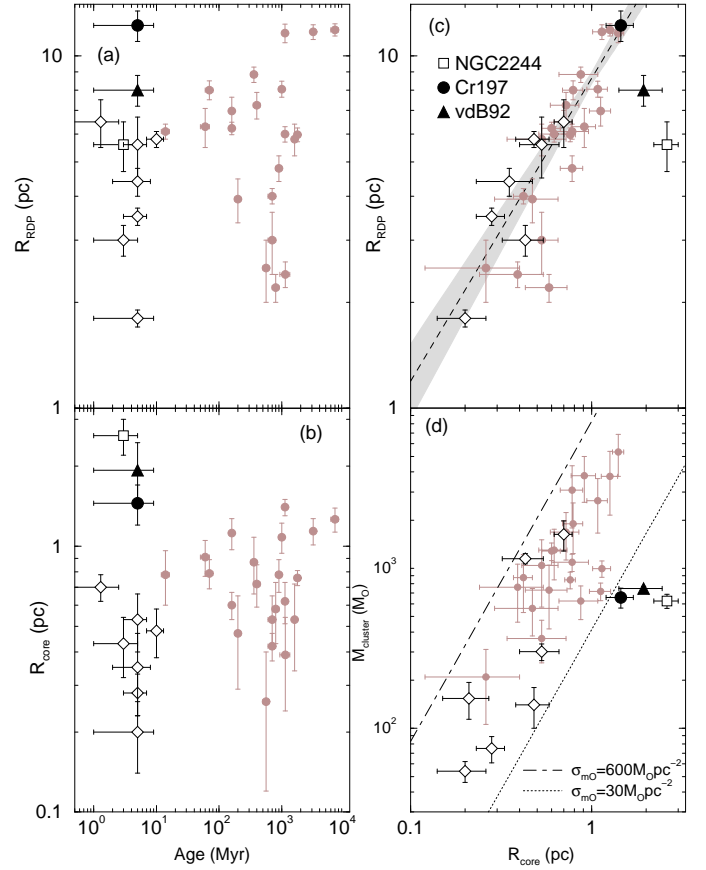 (a)
10
R_RDP (pc)
1
(c)
NGC2244
Cr197
vdB92
10
R_RDP (pc)
1
(b)
1
R_core (pc)
0.1
10^0 10^1 10^2 10^3 10^4
Age (Myr)
(d)
10^3
M_cluster (M_O)
10^2
σ_mO=600M_Opc^-2
σ_mO=30M_Opc^-2
0.1 1
R_core (pc)